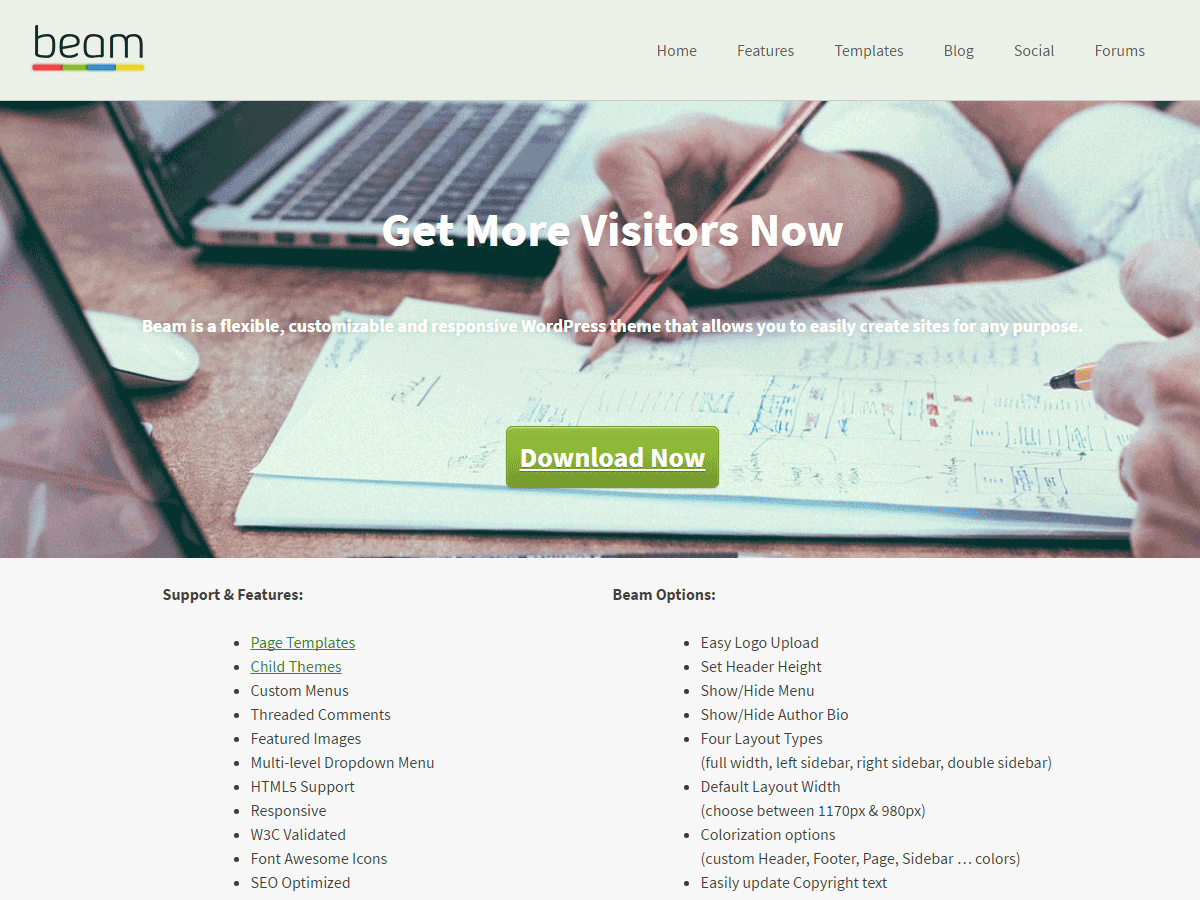 beam
Home
Features
Templates
Blog
Social
Forums
Get More Visitors Now
Beam is a flexible, customizable and responsive WordPress theme that allows you to easily create sites for any purpose.
Download Now
Support & Features:
Page Templates
Child Themes
Custom Menus
Threaded Comments
Featured Images
Multi-level Dropdown Menu
HTML5 Support
Responsive
W3C Validated
Font Awesome Icons
SEO Optimized
Beam Options:
Easy Logo Upload
Set Header Height
Show/Hide Menu
Show/Hide Author Bio
Four Layout Types
(full width, left sidebar, right sidebar, double sidebar)
Default Layout Width
(choose between 1170px & 980px)
Colorization options
(custom Header, Footer, Page, Sidebar … colors)
Easily update Copyright text